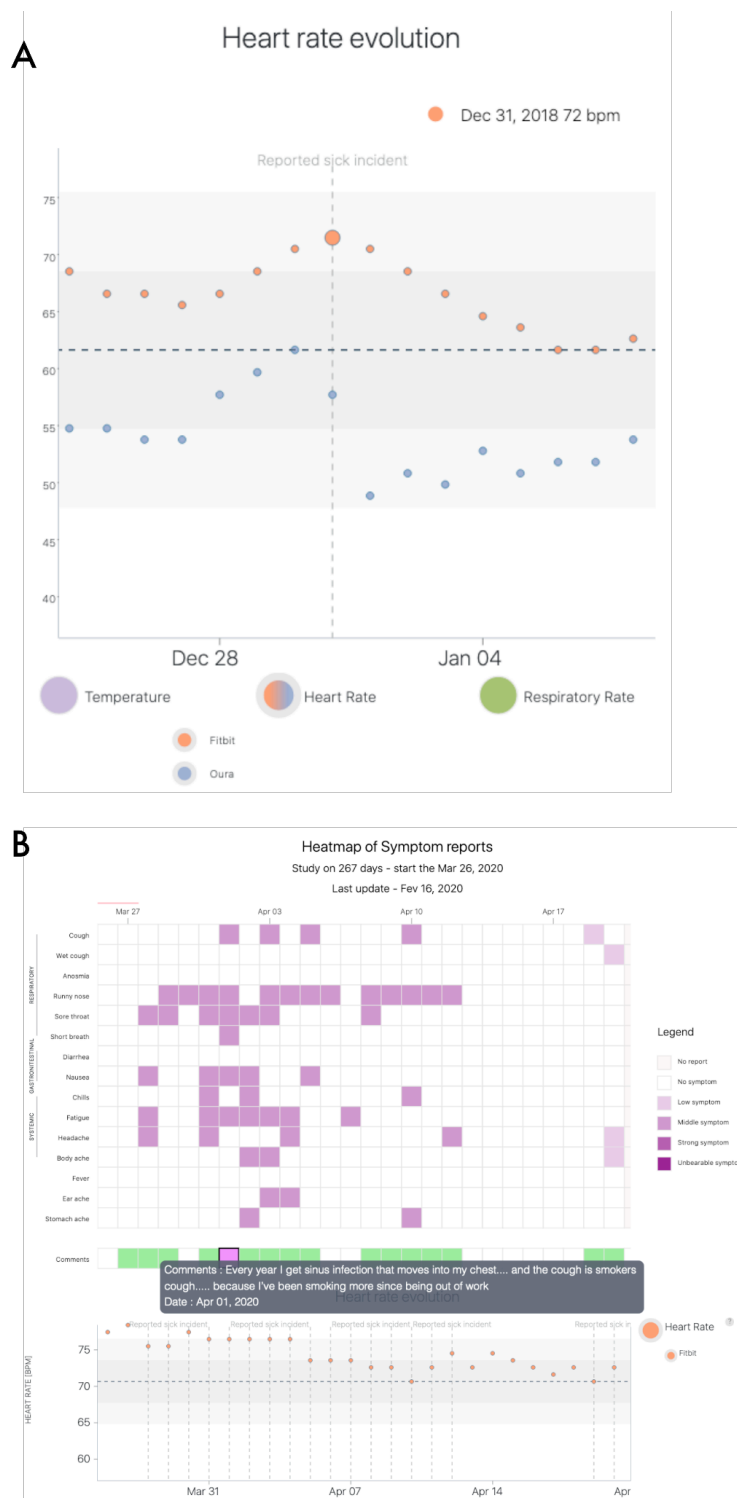 A
Heart rate evolution
Dec 31, 2018 72 bpm
Reported sick incident
75
70
65
60
55
50
45
40
Dec 28
Jan 04
Temperature
Heart Rate
Respiratory Rate
Fitbit
Oura
B
Heatmap of Symptom reports
Study on 267 days - start the Mar 26, 2020
Last update - Fev 16, 2020
Mar 27
Apr 03
Apr 10
Apr 17
RESPIRATORY
GASTRONITESTINAL
SYSTEMIC
Cough
Wet cough
Anosmia
Runny nose
Sore throat
Short breath
Diarrhea
Nausea
Chills
Fatigue
Headache
Body ache
Fever
Ear ache
Stomach ache
Legend
No report
No symptom
Low symptom
Middle symptom
Strong symptom
Unbearable sympto
Comments
Comments : Every year I get sinus infection that moves into my chest.... and the cough is smokers
cough..... because I've been smoking more since being out of work
Date : Apr 01, 2020
Heart rate evolution
Reported sick incident
Reported sick incident
Reported sick incident
Reported sick incident
Reported sick ir
Heart Rate
?
Fitbit
HEART RATE [BPM]
75
70
65
60
Mar 31
Apr 07
Apr 14
Apr